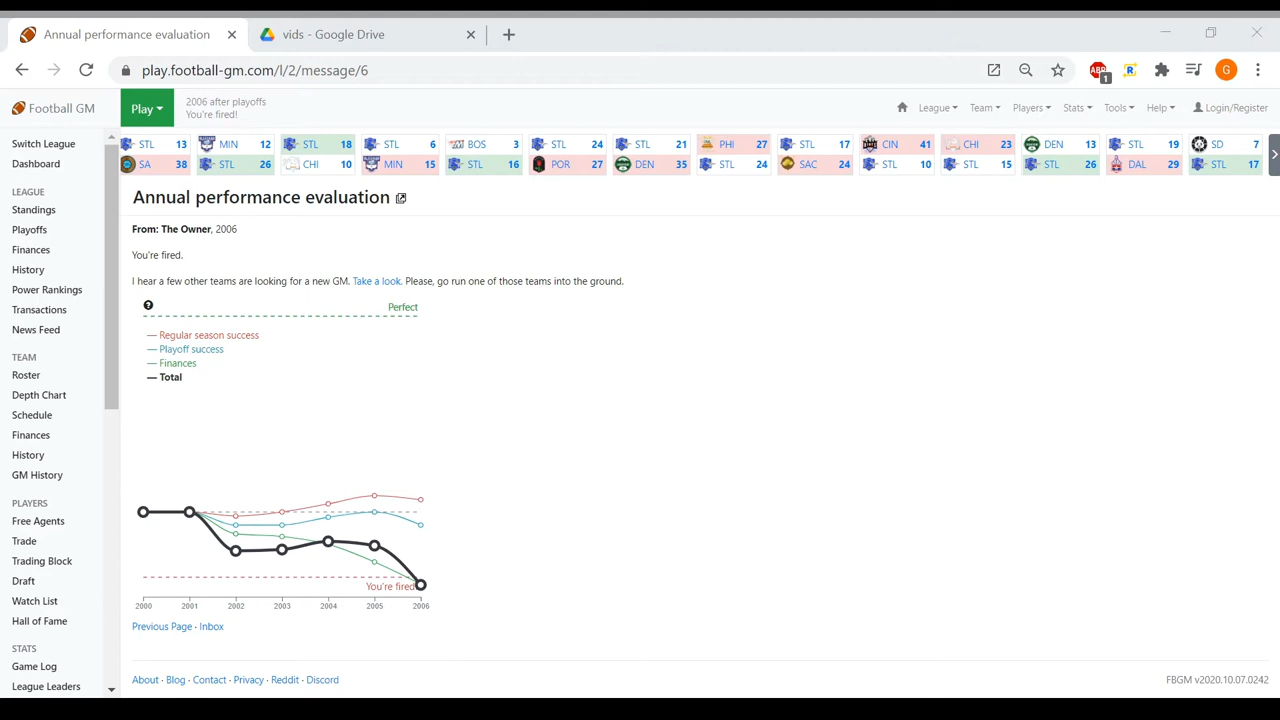 Annual performance evaluation
vids - Google Drive
play.football-gm.com/l/2/message/6
ABP
1
R
G
Football GM
Play
2006 after playoffs
You're fired!
League
Team
Players
Stats
Tools
Help
Login/Register
Switch League
Dashboard
LEAGUE
Standings
Playoffs
Finances
History
Power Rankings
Transactions
News Feed
TEAM
Roster
Depth Chart
Schedule
Finances
History
GM History
PLAYERS
Free Agents
Trade
Trading Block
Draft
Watch List
Hall of Fame
STATS
Game Log
League Leaders
STL 13 MIN 12 STL 18 STL 6 BOS 3 STL 24 STL 21 PHI 27 STL 17 CIN 41 CHI 23 DEN 13 STL 19 SD 7
SA 38 STL 26 CHI 10 MIN 15 STL 16 POR 27 DEN 35 STL 24 SAC 24 STL 10 STL 15 STL 26 DAL 29 STL 17
Annual performance evaluation
From: The Owner, 2006
You're fired.
I hear a few other teams are looking for a new GM. Take a look. Please, go run one of those teams into the ground.
?
Perfect
Regular season success
Playoff success
Finances
Total
You're fired
2000 2001 2002 2003 2004 2005 2006
Previous Page · Inbox
About · Blog · Contact · Privacy · Reddit · Discord
FBGM v2020.10.07.0242